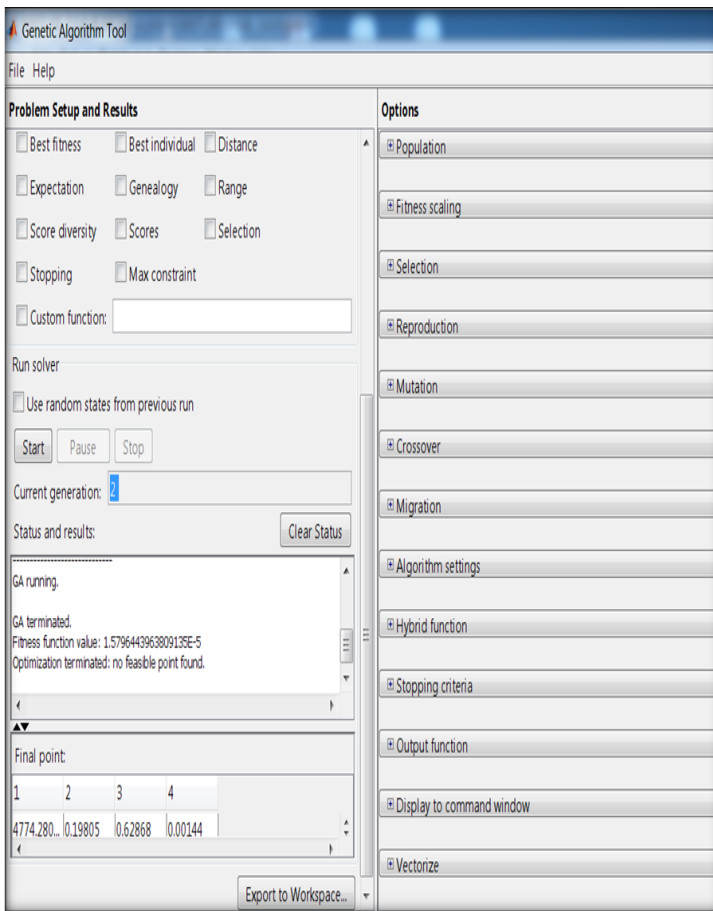 Genetic Algorithm Tool
File Help
Problem Setup and Results
Best fitness Best individual Distance
Expectation Genealogy Range
Score diversity Scores Selection
Stopping Max constraint
Custom function:
Run solver
Use random states from previous run
Start Pause Stop
Current generation: 2
Status and results: Clear Status
GA running.
GA terminated.
Fitness function value: 1.5796443963809135E-5
Optimization terminated: no feasible point found.
Final point:
1 2 3 4
4774.280... 0.19805 0.62868 0.00144
Export to Workspace...
Options
Population
Fitness scaling
Selection
Reproduction
Mutation
Crossover
Migration
Algorithm settings
Hybrid function
Stopping criteria
Output function
Display to command window
Vectorize